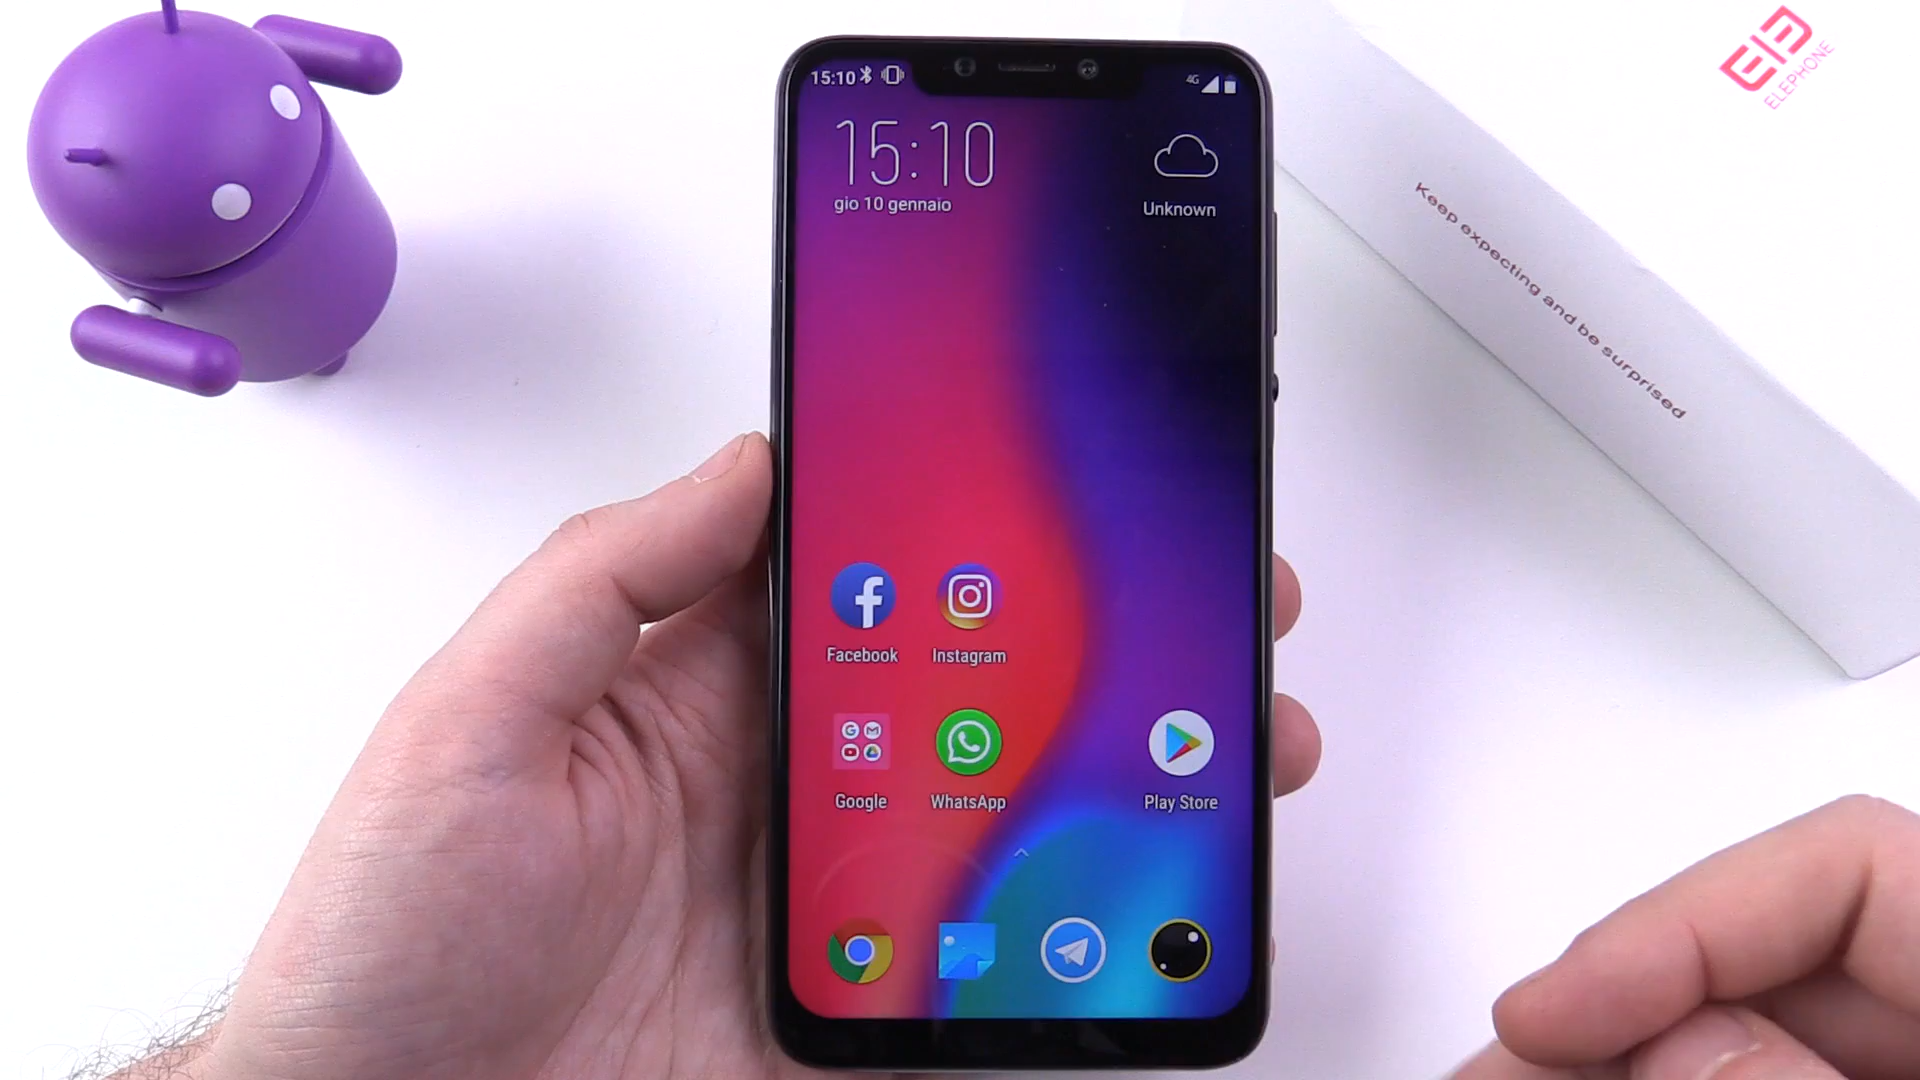 15:10
4G
15:10
gio 10 gennaio
Unknown
Facebook
Instagram
Google
WhatsApp
Play Store
ELEPHONE
Keep expecting and be surprised